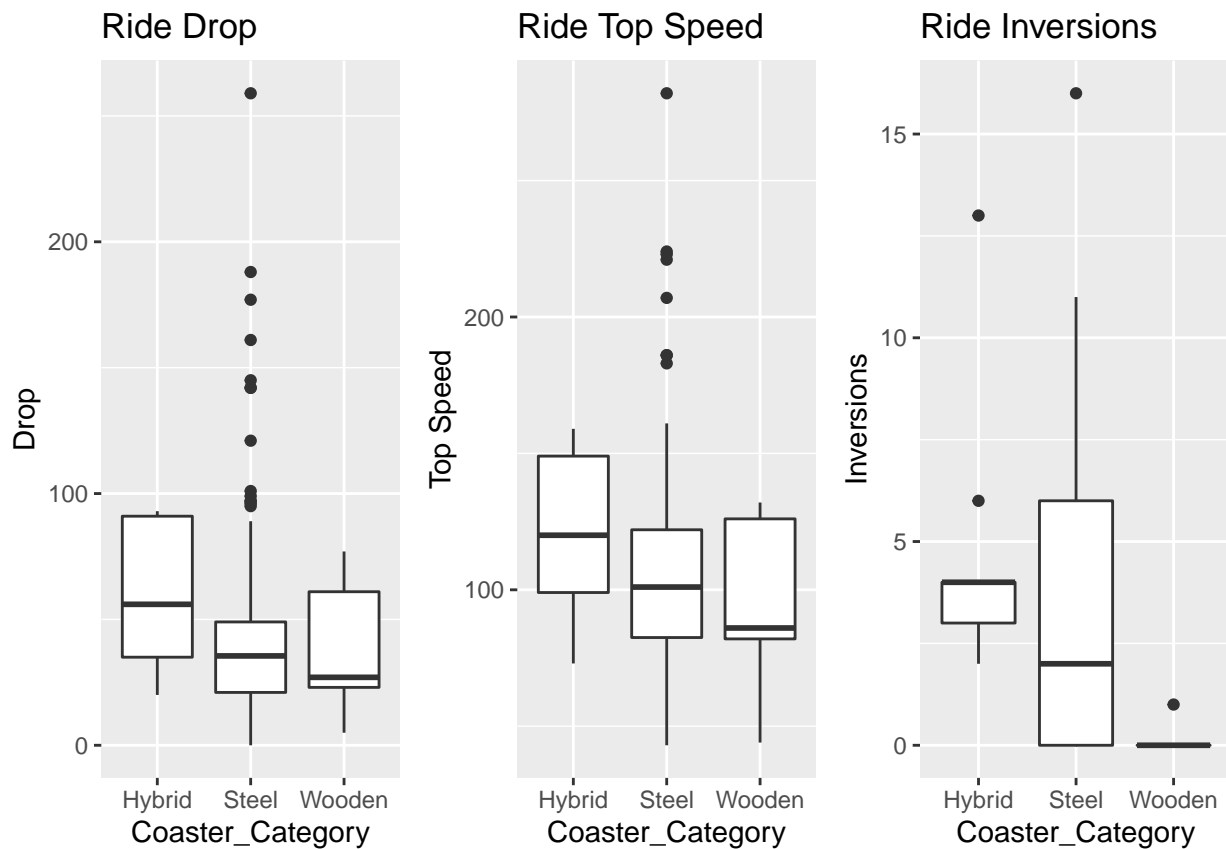 Ride Drop
Drop
200
100
0
Hybrid Steel Wooden
Coaster_Category
Ride Top Speed
Top Speed
200
100
Hybrid Steel Wooden
Coaster_Category
Ride Inversions
Inversions
15
10
5
0
Hybrid Steel Wooden
Coaster_Category